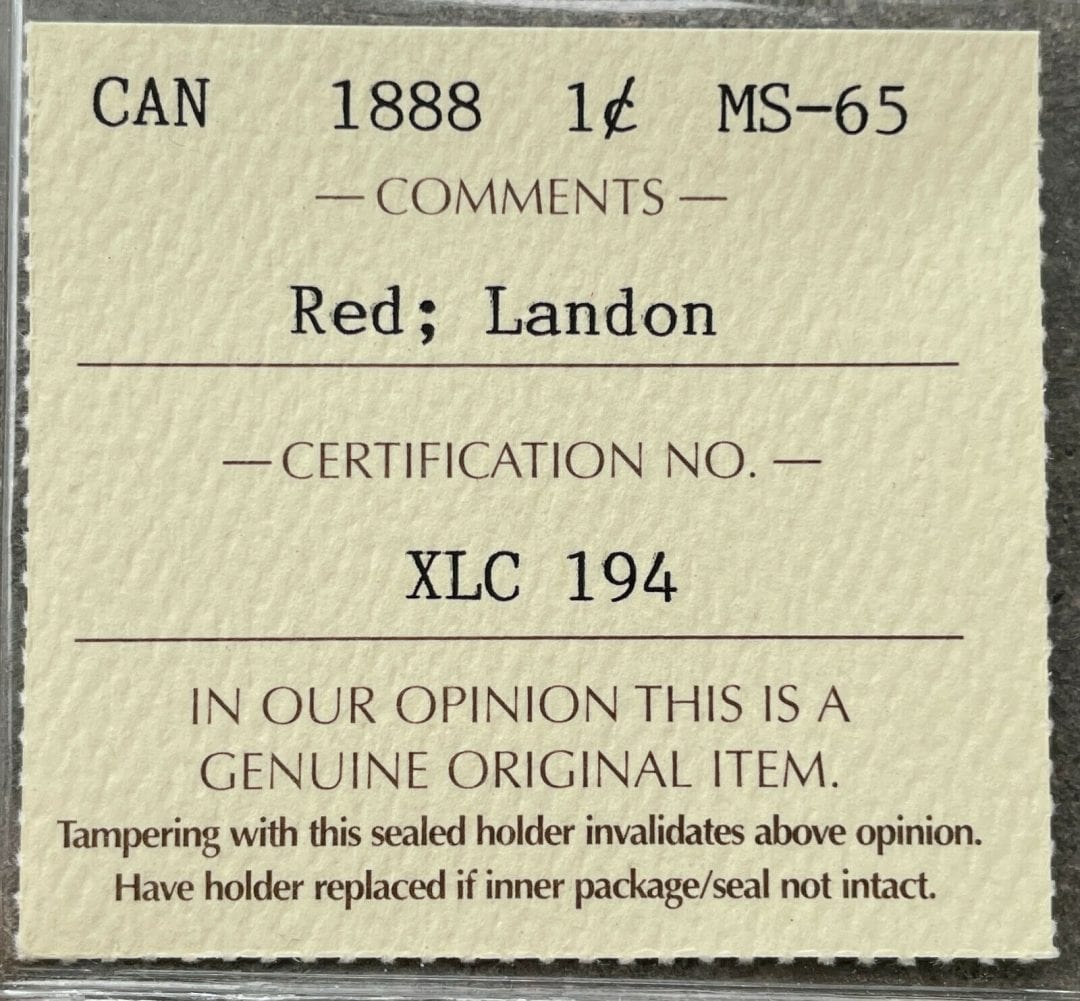 CAN 1888 1¢ MS-65
— COMMENTS —
Red; Landon
— CERTIFICATION NO. —
XLC 194
IN OUR OPINION THIS IS A
GENUINE ORIGINAL ITEM.
Tampering with this sealed holder invalidates above opinion.
Have holder replaced if inner package/seal not intact.